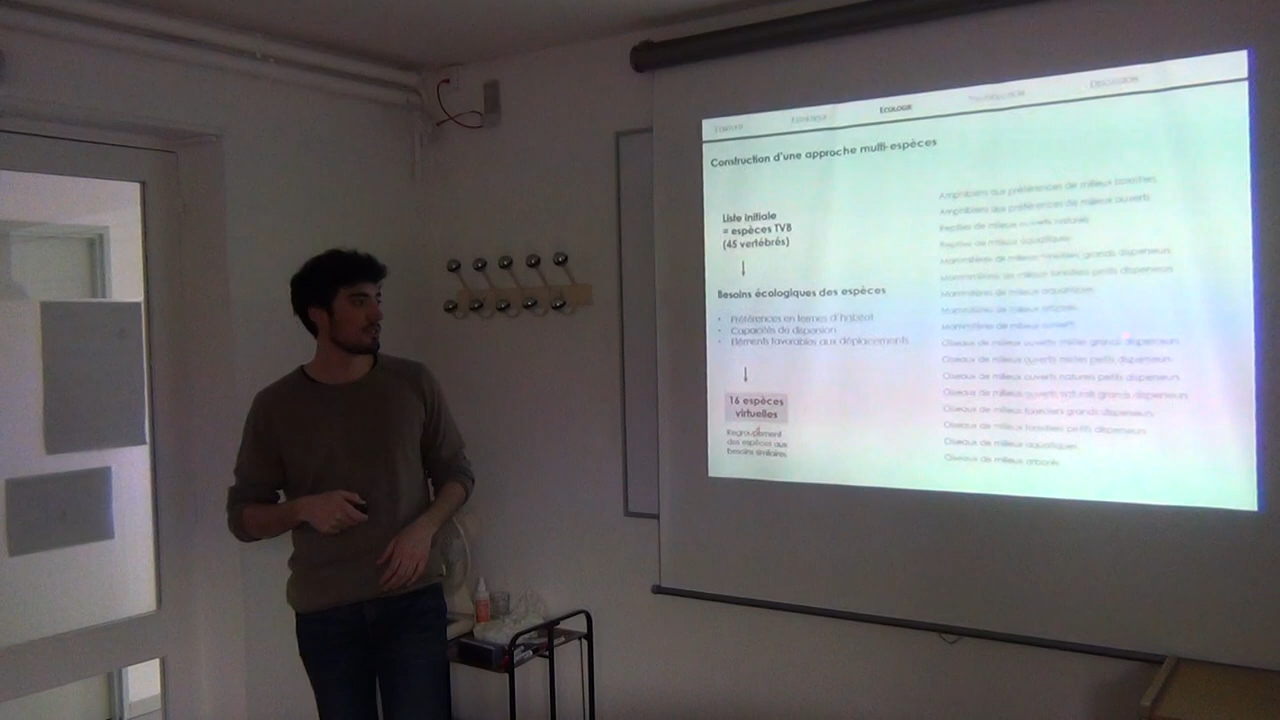 ECOLOGIE
Construction d'une approche multi-espèces
Liste initiale
= espèces TVB
(45 vertébrés)
↓
Besoins écologiques des espèces
• Préférences en termes d'habitat
• Capacités de dispersion
• Eléments favorables aux déplacements
↓
16 espèces
virtuelles
Regroupement
des espèces aux
besoins similaires
Amphibiens aux préférences de milieux forestiers
Amphibiens aux préférences de milieux ouverts
Reptiles de milieux ouverts naturels
Reptiles de milieux aquatiques
Mammifères de milieux forestiers grands disperseurs
Mammifères de milieux forestiers petits disperseurs
Mammifères de milieux aquatiques
Mammifères de milieux arborés
Mammifères de milieux ouverts
Oiseaux de milieux ouverts mixtes grands disperseurs
Oiseaux de milieux ouverts mixtes petits disperseurs
Oiseaux de milieux ouverts naturels petits disperseurs
Oiseaux de milieux ouverts naturels grands disperseurs
Oiseaux de milieux forestiers grands disperseurs
Oiseaux de milieux forestiers petits disperseurs
Oiseaux de milieux aquatiques
Oiseaux de milieux arborés